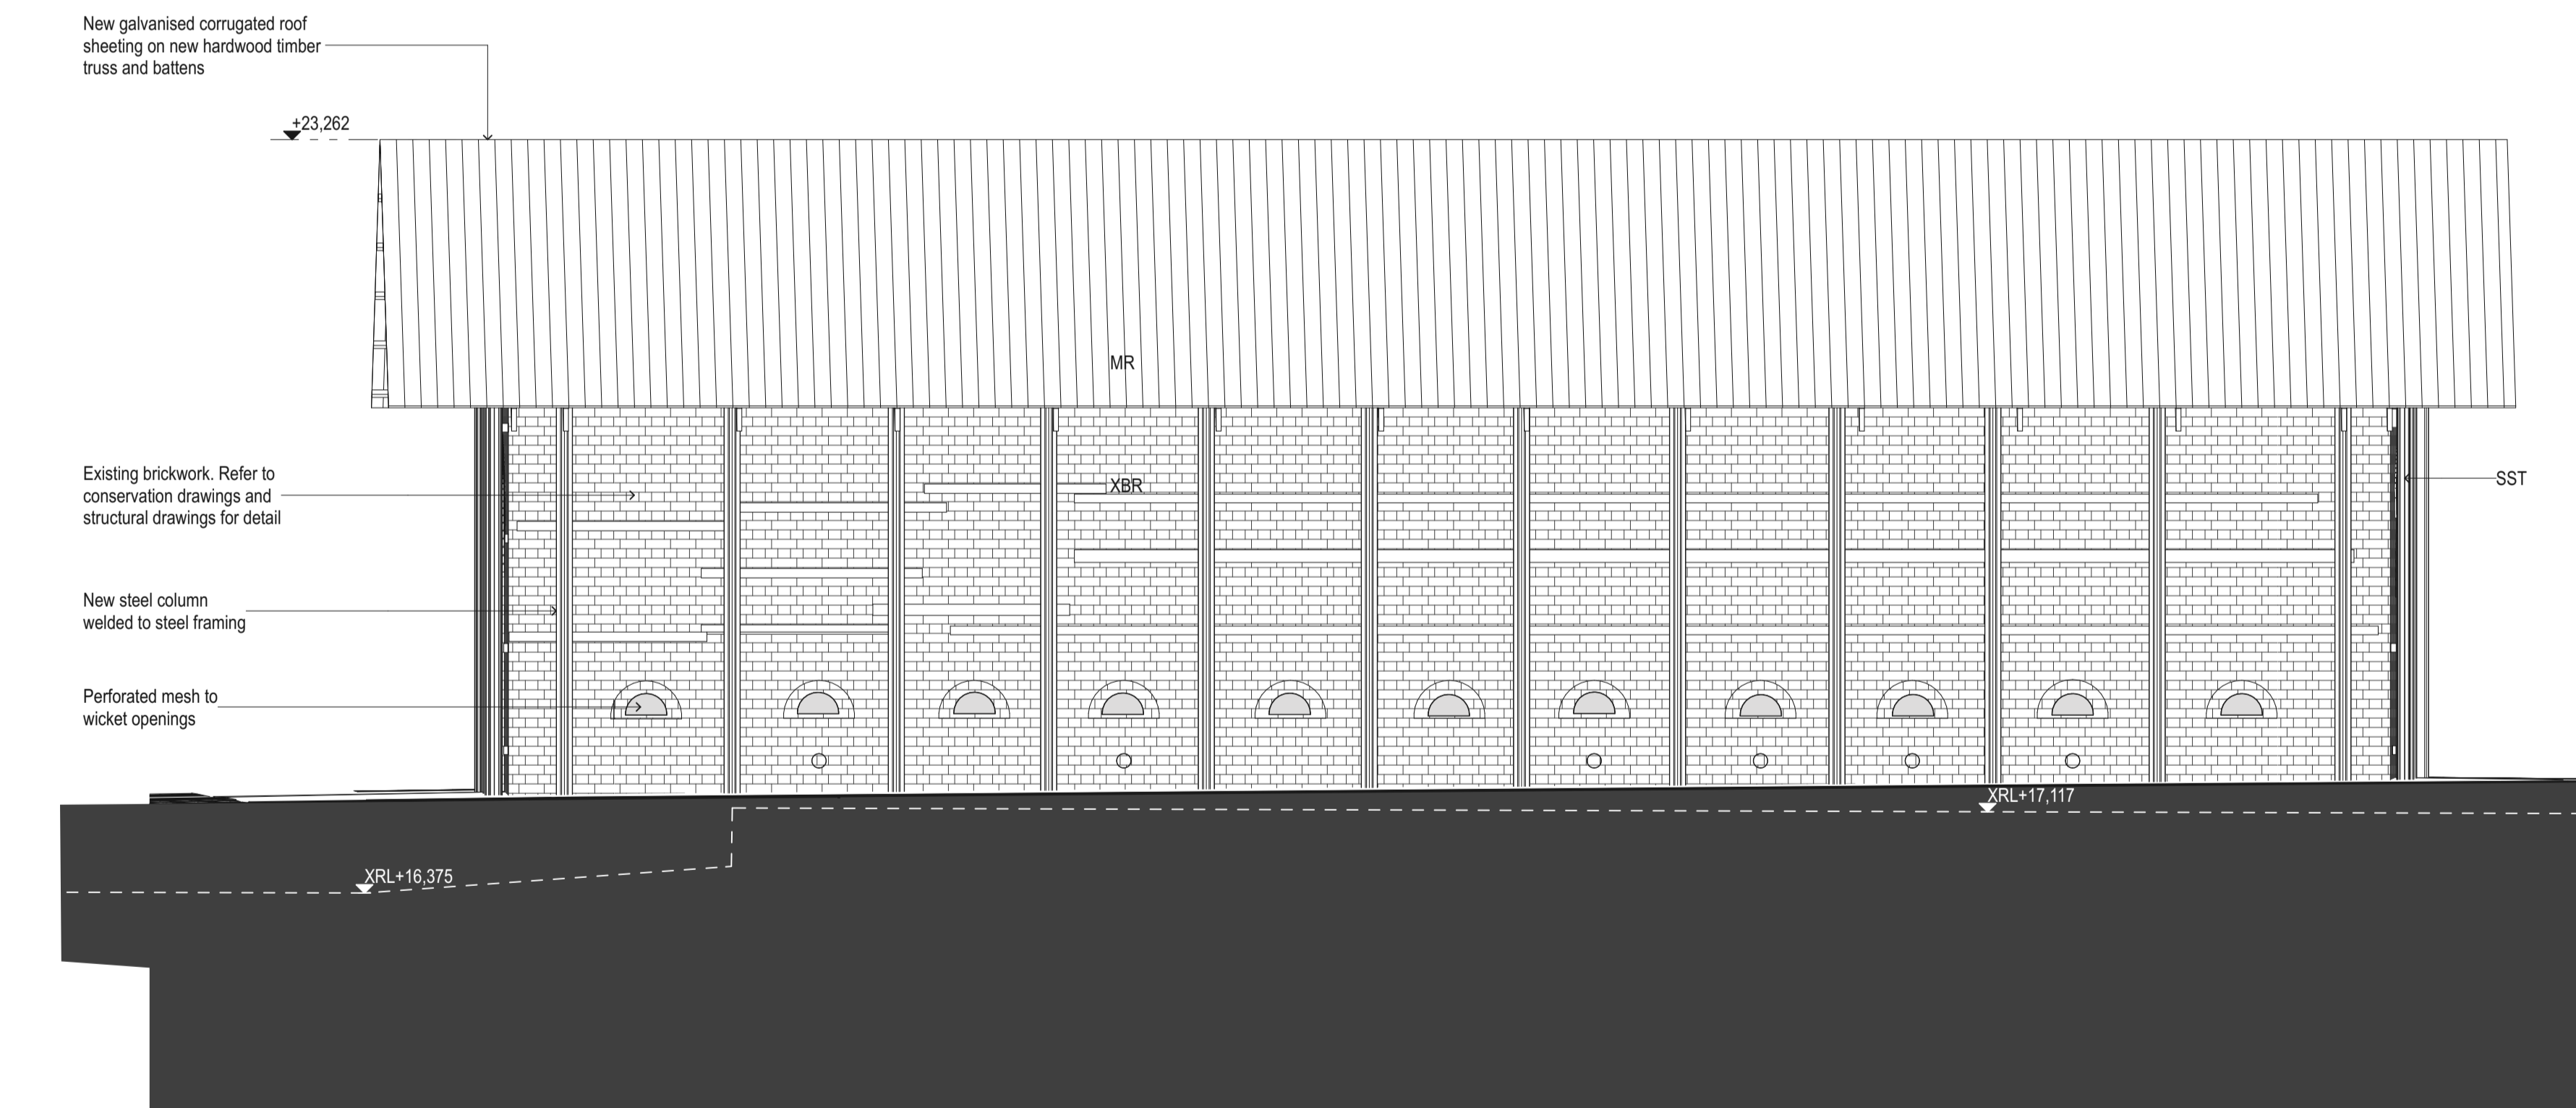 New galvanised corrugated roof
sheeting on new hardwood timber
truss and battens
+23,262
MR
Existing brickwork. Refer to
conservation drawings and
structural drawings for detail
XBR
SST
New steel column
welded to steel framing
Perforated mesh to
wicket openings
XRL+17,117
XRL+16,375